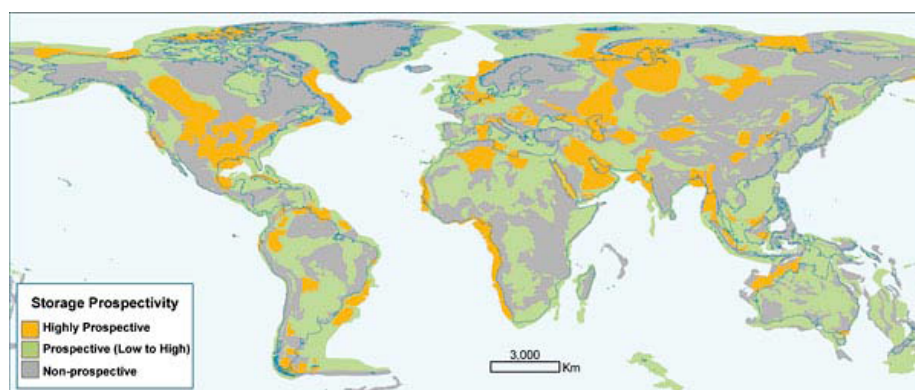 Storage Prospectivity
Highly Prospective
Prospective (Low to High)
Non-prospective
3,000
Km